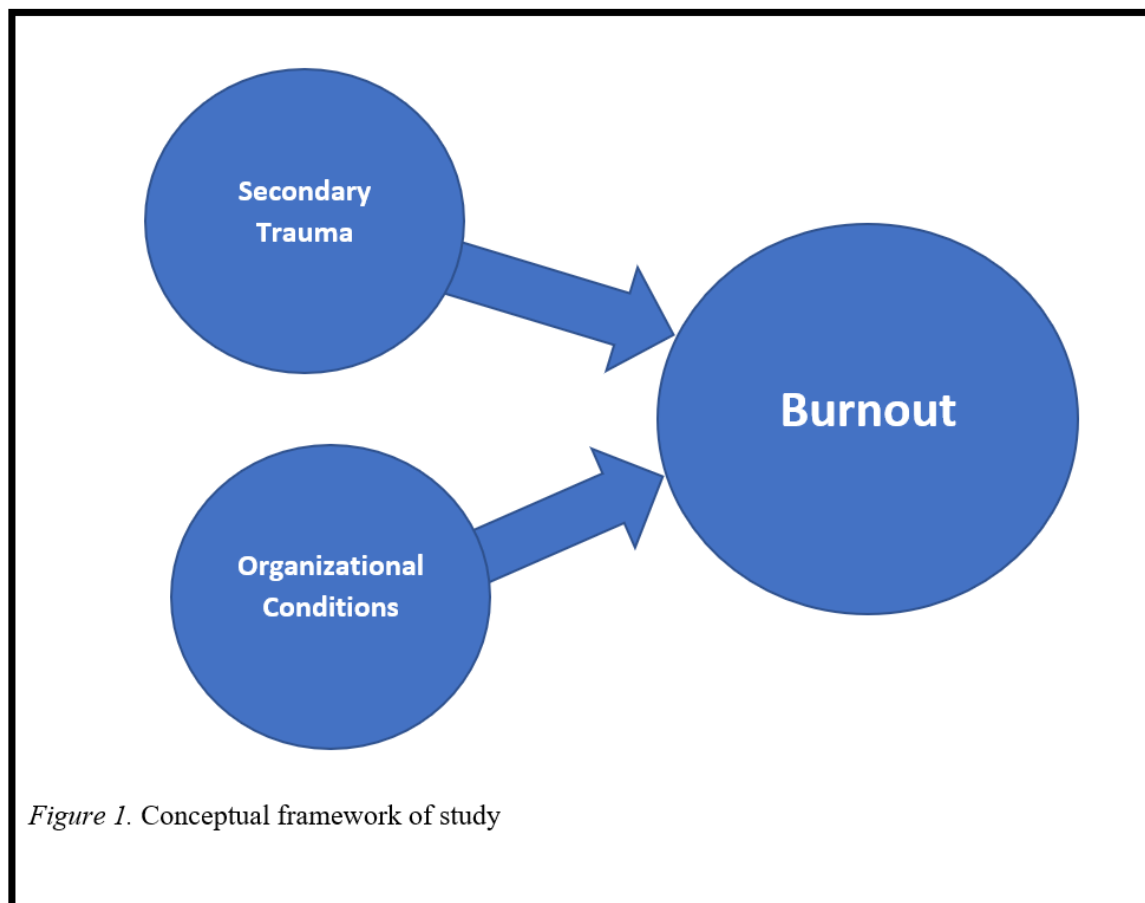 Secondary
Trauma
Burnout
Organizational
Conditions
Figure 1. Conceptual framework of study